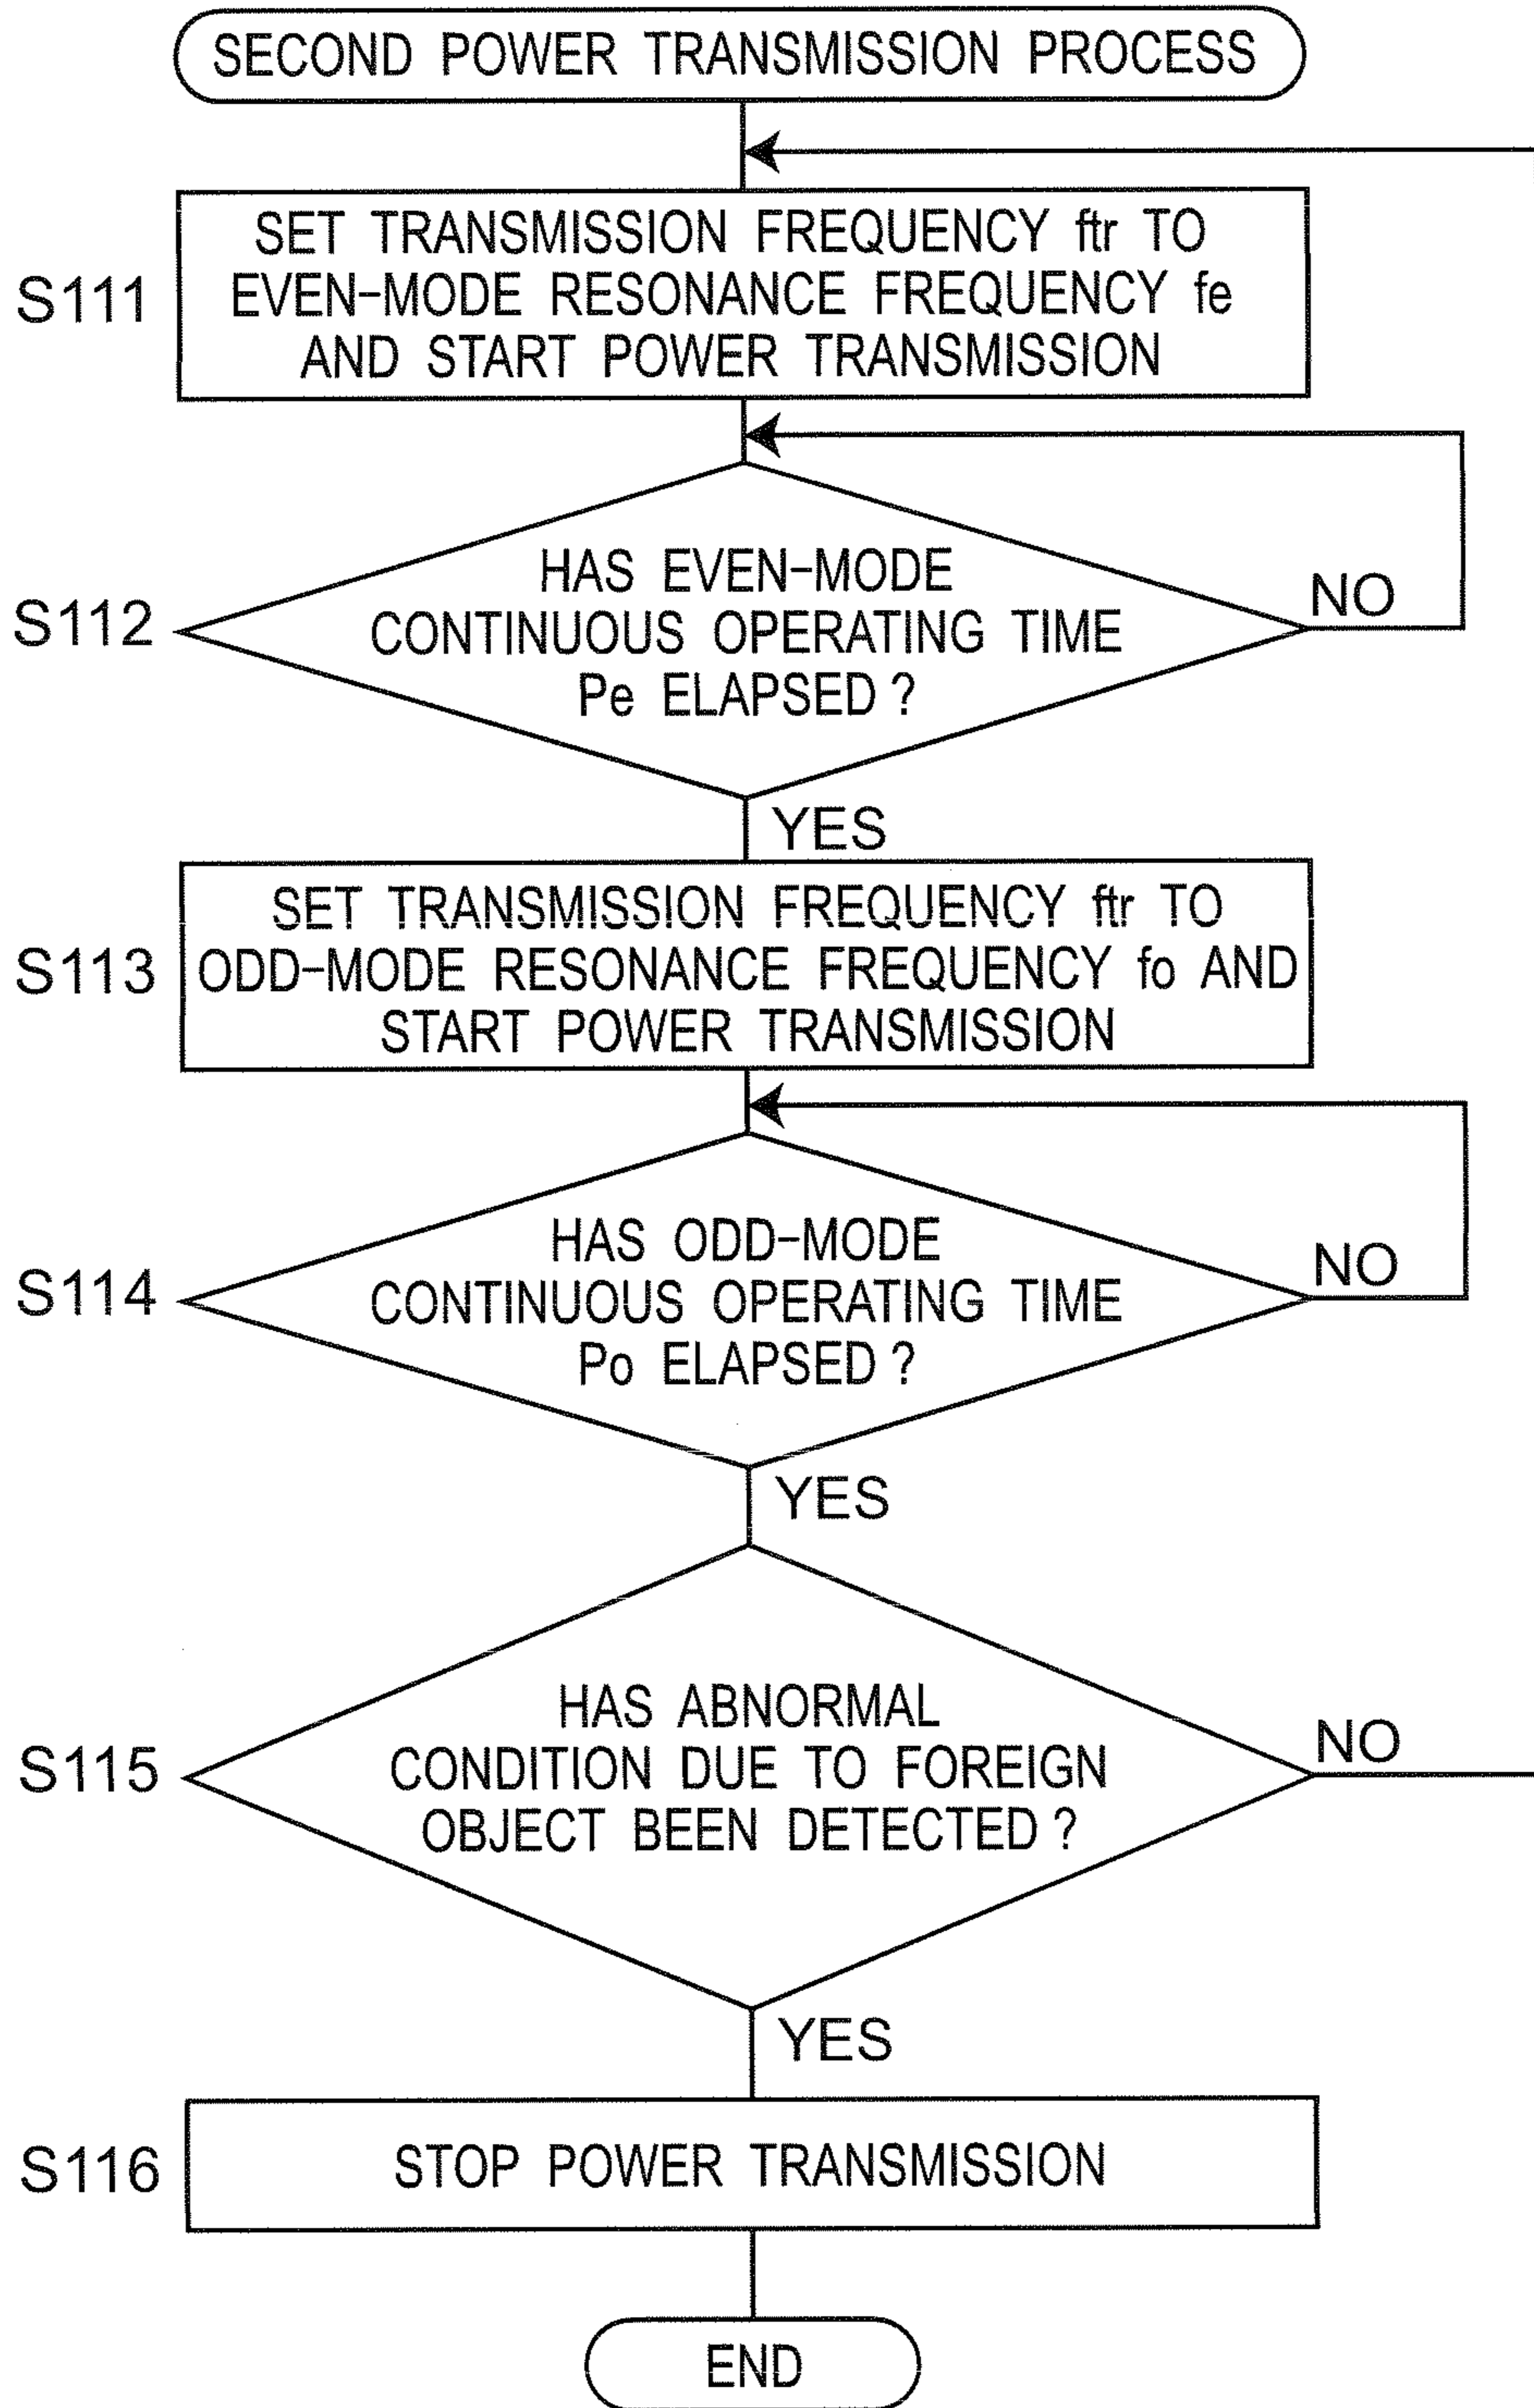 SECOND POWER TRANSMISSION PROCESS
S111
SET TRANSMISSION FREQUENCY ftr TO
EVEN-MODE RESONANCE FREQUENCY fe
AND START POWER TRANSMISSION
S112
HAS EVEN-MODE
CONTINUOUS OPERATING TIME
Pe ELAPSED ?
NO
YES
S113
SET TRANSMISSION FREQUENCY ftr TO
ODD-MODE RESONANCE FREQUENCY fo AND
START POWER TRANSMISSION
S114
HAS ODD-MODE
CONTINUOUS OPERATING TIME
Po ELAPSED ?
NO
YES
S115
HAS ABNORMAL
CONDITION DUE TO FOREIGN
OBJECT BEEN DETECTED ?
NO
YES
S116
STOP POWER TRANSMISSION
END